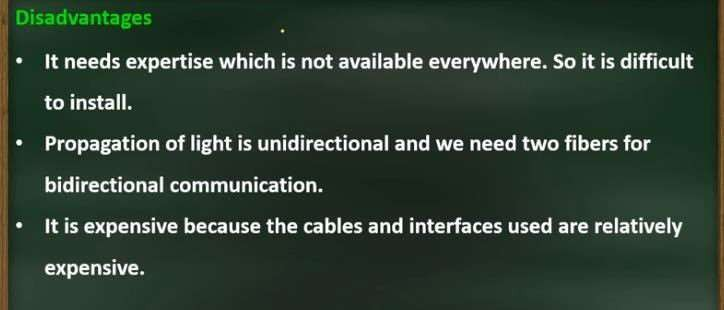 Disadvantages
• It needs expertise which is not available everywhere. So it is difficult
to install.
• Propagation of light is unidirectional and we need two fibers for
bidirectional communication.
• It is expensive because the cables and interfaces used are relatively
expensive.